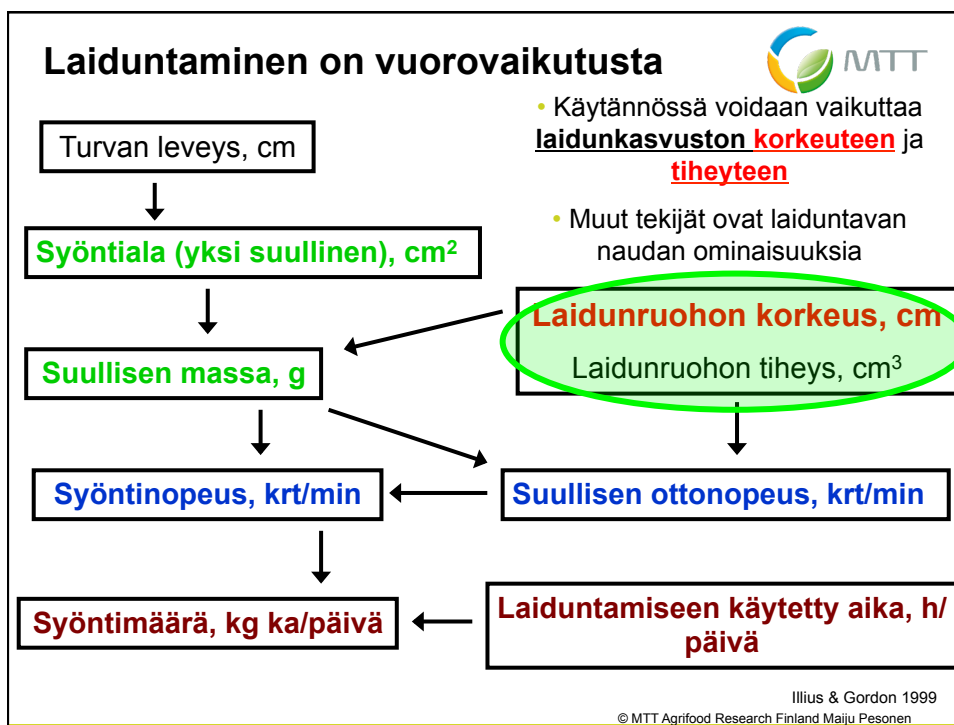 Laiduntaminen on vuorovaikutusta
MTT
• Käytännössä voidaan vaikuttaa
laidunkasvuston korkeuteen ja
tiheyteen
• Muut tekijät ovat laiduntavan
naudan ominaisuuksia
Turvan leveys, cm
Syöntiala (yksi suullinen), cm²
Laidunruohon korkeus, cm
Laidunruohon tiheys, cm³
Suullisen massa, g
Syöntinopeus, krt/min
Suullisen ottonopeus, krt/min
Syöntimäärä, kg ka/päivä
Laiduntamiseen käytetty aika, h/
päivä
Illius & Gordon 1999
© MTT Agrifood Research Finland Maiju Pesonen